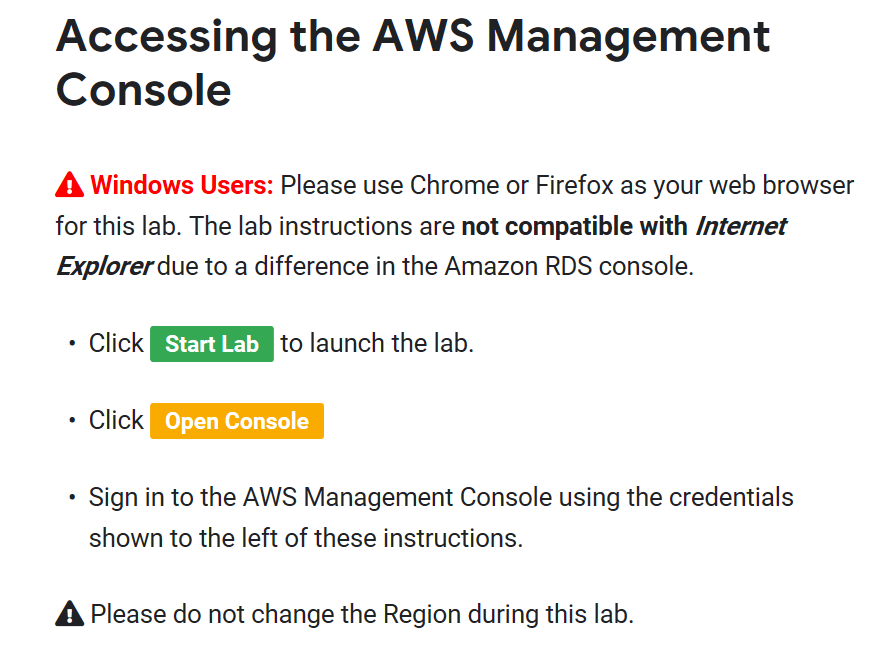 Accessing the AWS Management
Console
Windows Users: Please use Chrome or Firefox as your web browser
for this lab. The lab instructions are not compatible with Internet
Explorer due to a difference in the Amazon RDS console.
• Click Start Lab to launch the lab.
• Click Open Console
• Sign in to the AWS Management Console using the credentials
shown to the left of these instructions.
Please do not change the Region during this lab.